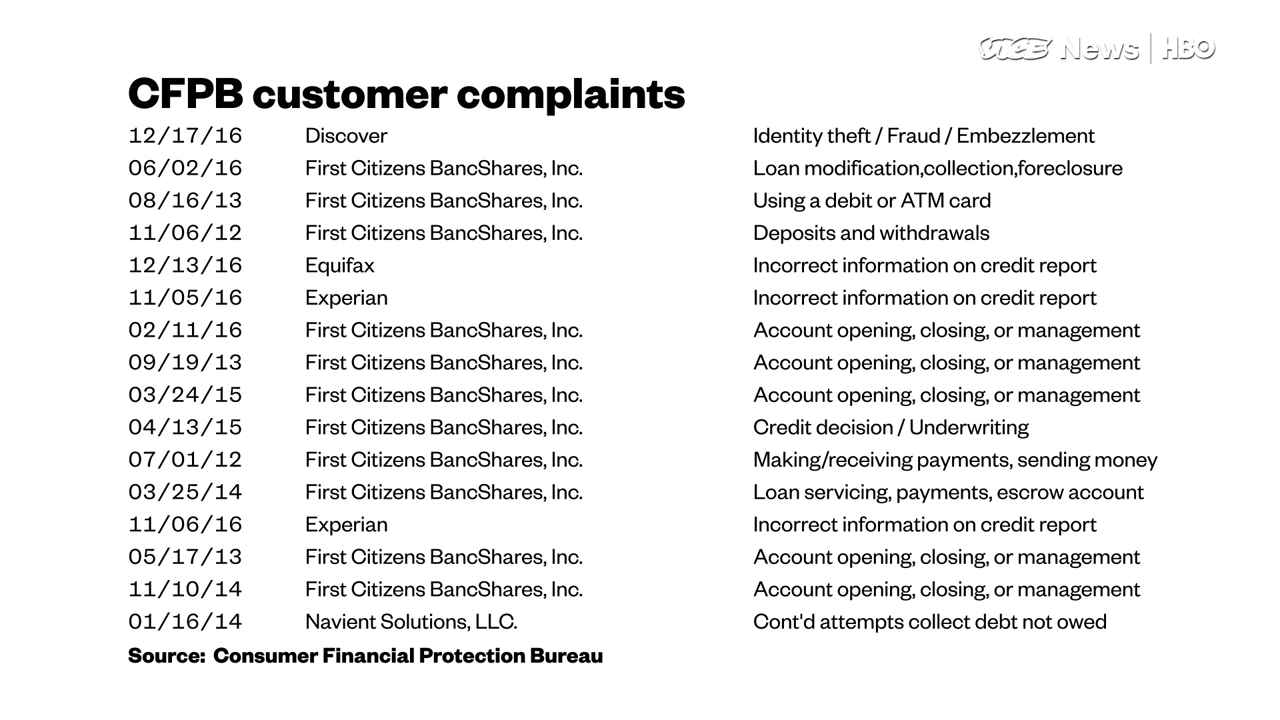 VICE News | HBO
CFPB customer complaints
12/17/16 Discover Identity theft / Fraud / Embezzlement
06/02/16 First Citizens BancShares, Inc. Loan modification,collection,foreclosure
08/16/13 First Citizens BancShares, Inc. Using a debit or ATM card
11/06/12 First Citizens BancShares, Inc. Deposits and withdrawals
12/13/16 Equifax Incorrect information on credit report
11/05/16 Experian Incorrect information on credit report
02/11/16 First Citizens BancShares, Inc. Account opening, closing, or management
09/19/13 First Citizens BancShares, Inc. Account opening, closing, or management
03/24/15 First Citizens BancShares, Inc. Account opening, closing, or management
04/13/15 First Citizens BancShares, Inc. Credit decision / Underwriting
07/01/12 First Citizens BancShares, Inc. Making/receiving payments, sending money
03/25/14 First Citizens BancShares, Inc. Loan servicing, payments, escrow account
11/06/16 Experian Incorrect information on credit report
05/17/13 First Citizens BancShares, Inc. Account opening, closing, or management
11/10/14 First Citizens BancShares, Inc. Account opening, closing, or management
01/16/14 Navient Solutions, LLC. Cont'd attempts collect debt not owed
Source: Consumer Financial Protection Bureau